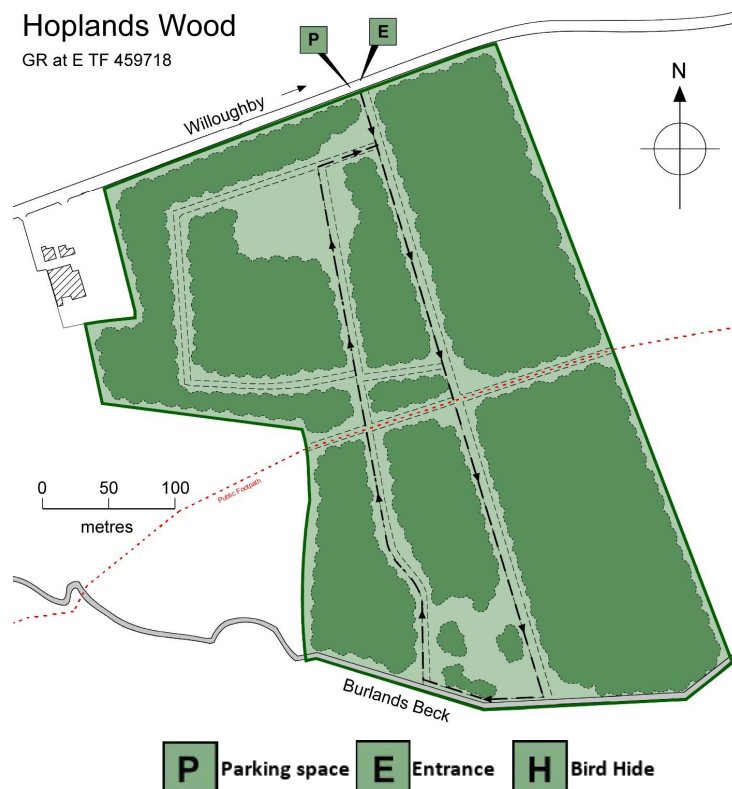 Hoplands Wood
GR at E TF 459718
P
E
N
Willoughby
0 50 100
metres
Public Footpath
Burlands Beck
P Parking space E Entrance H Bird Hide